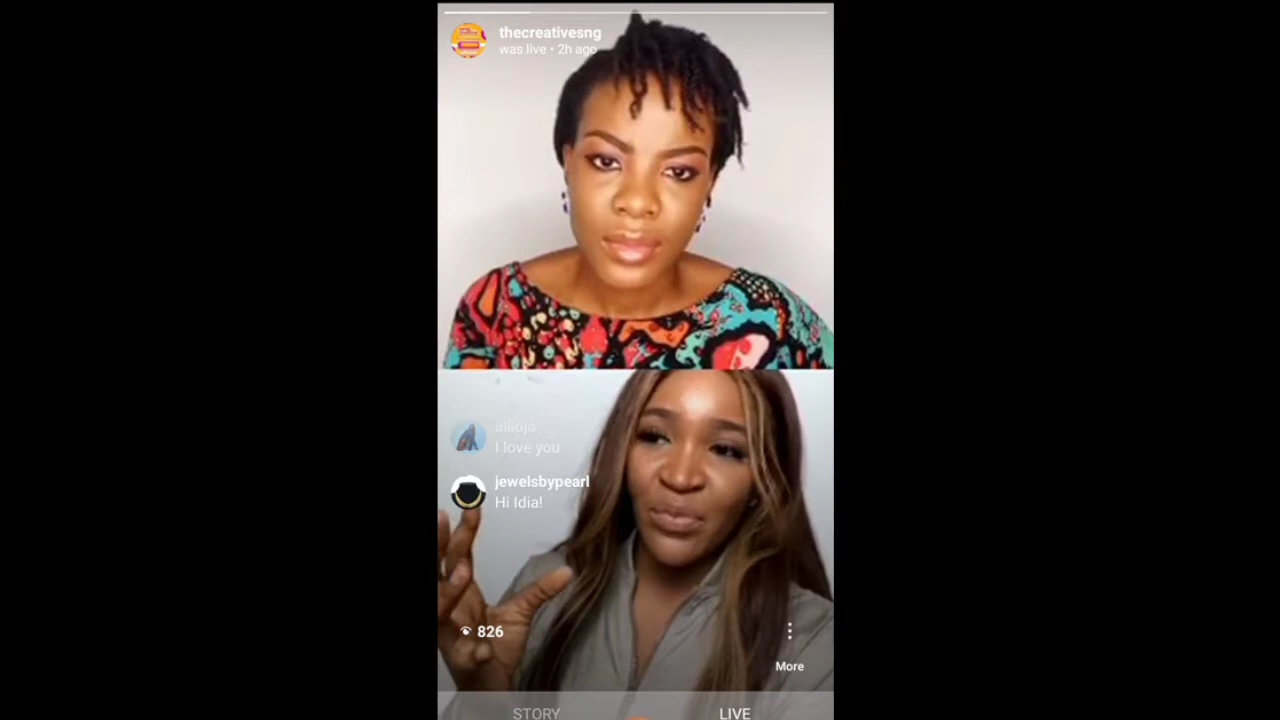 thecreativesng
was live • 2h ago
I love you
jewelsbypearl
Hi Idia!
826
More
STORY
LIVE